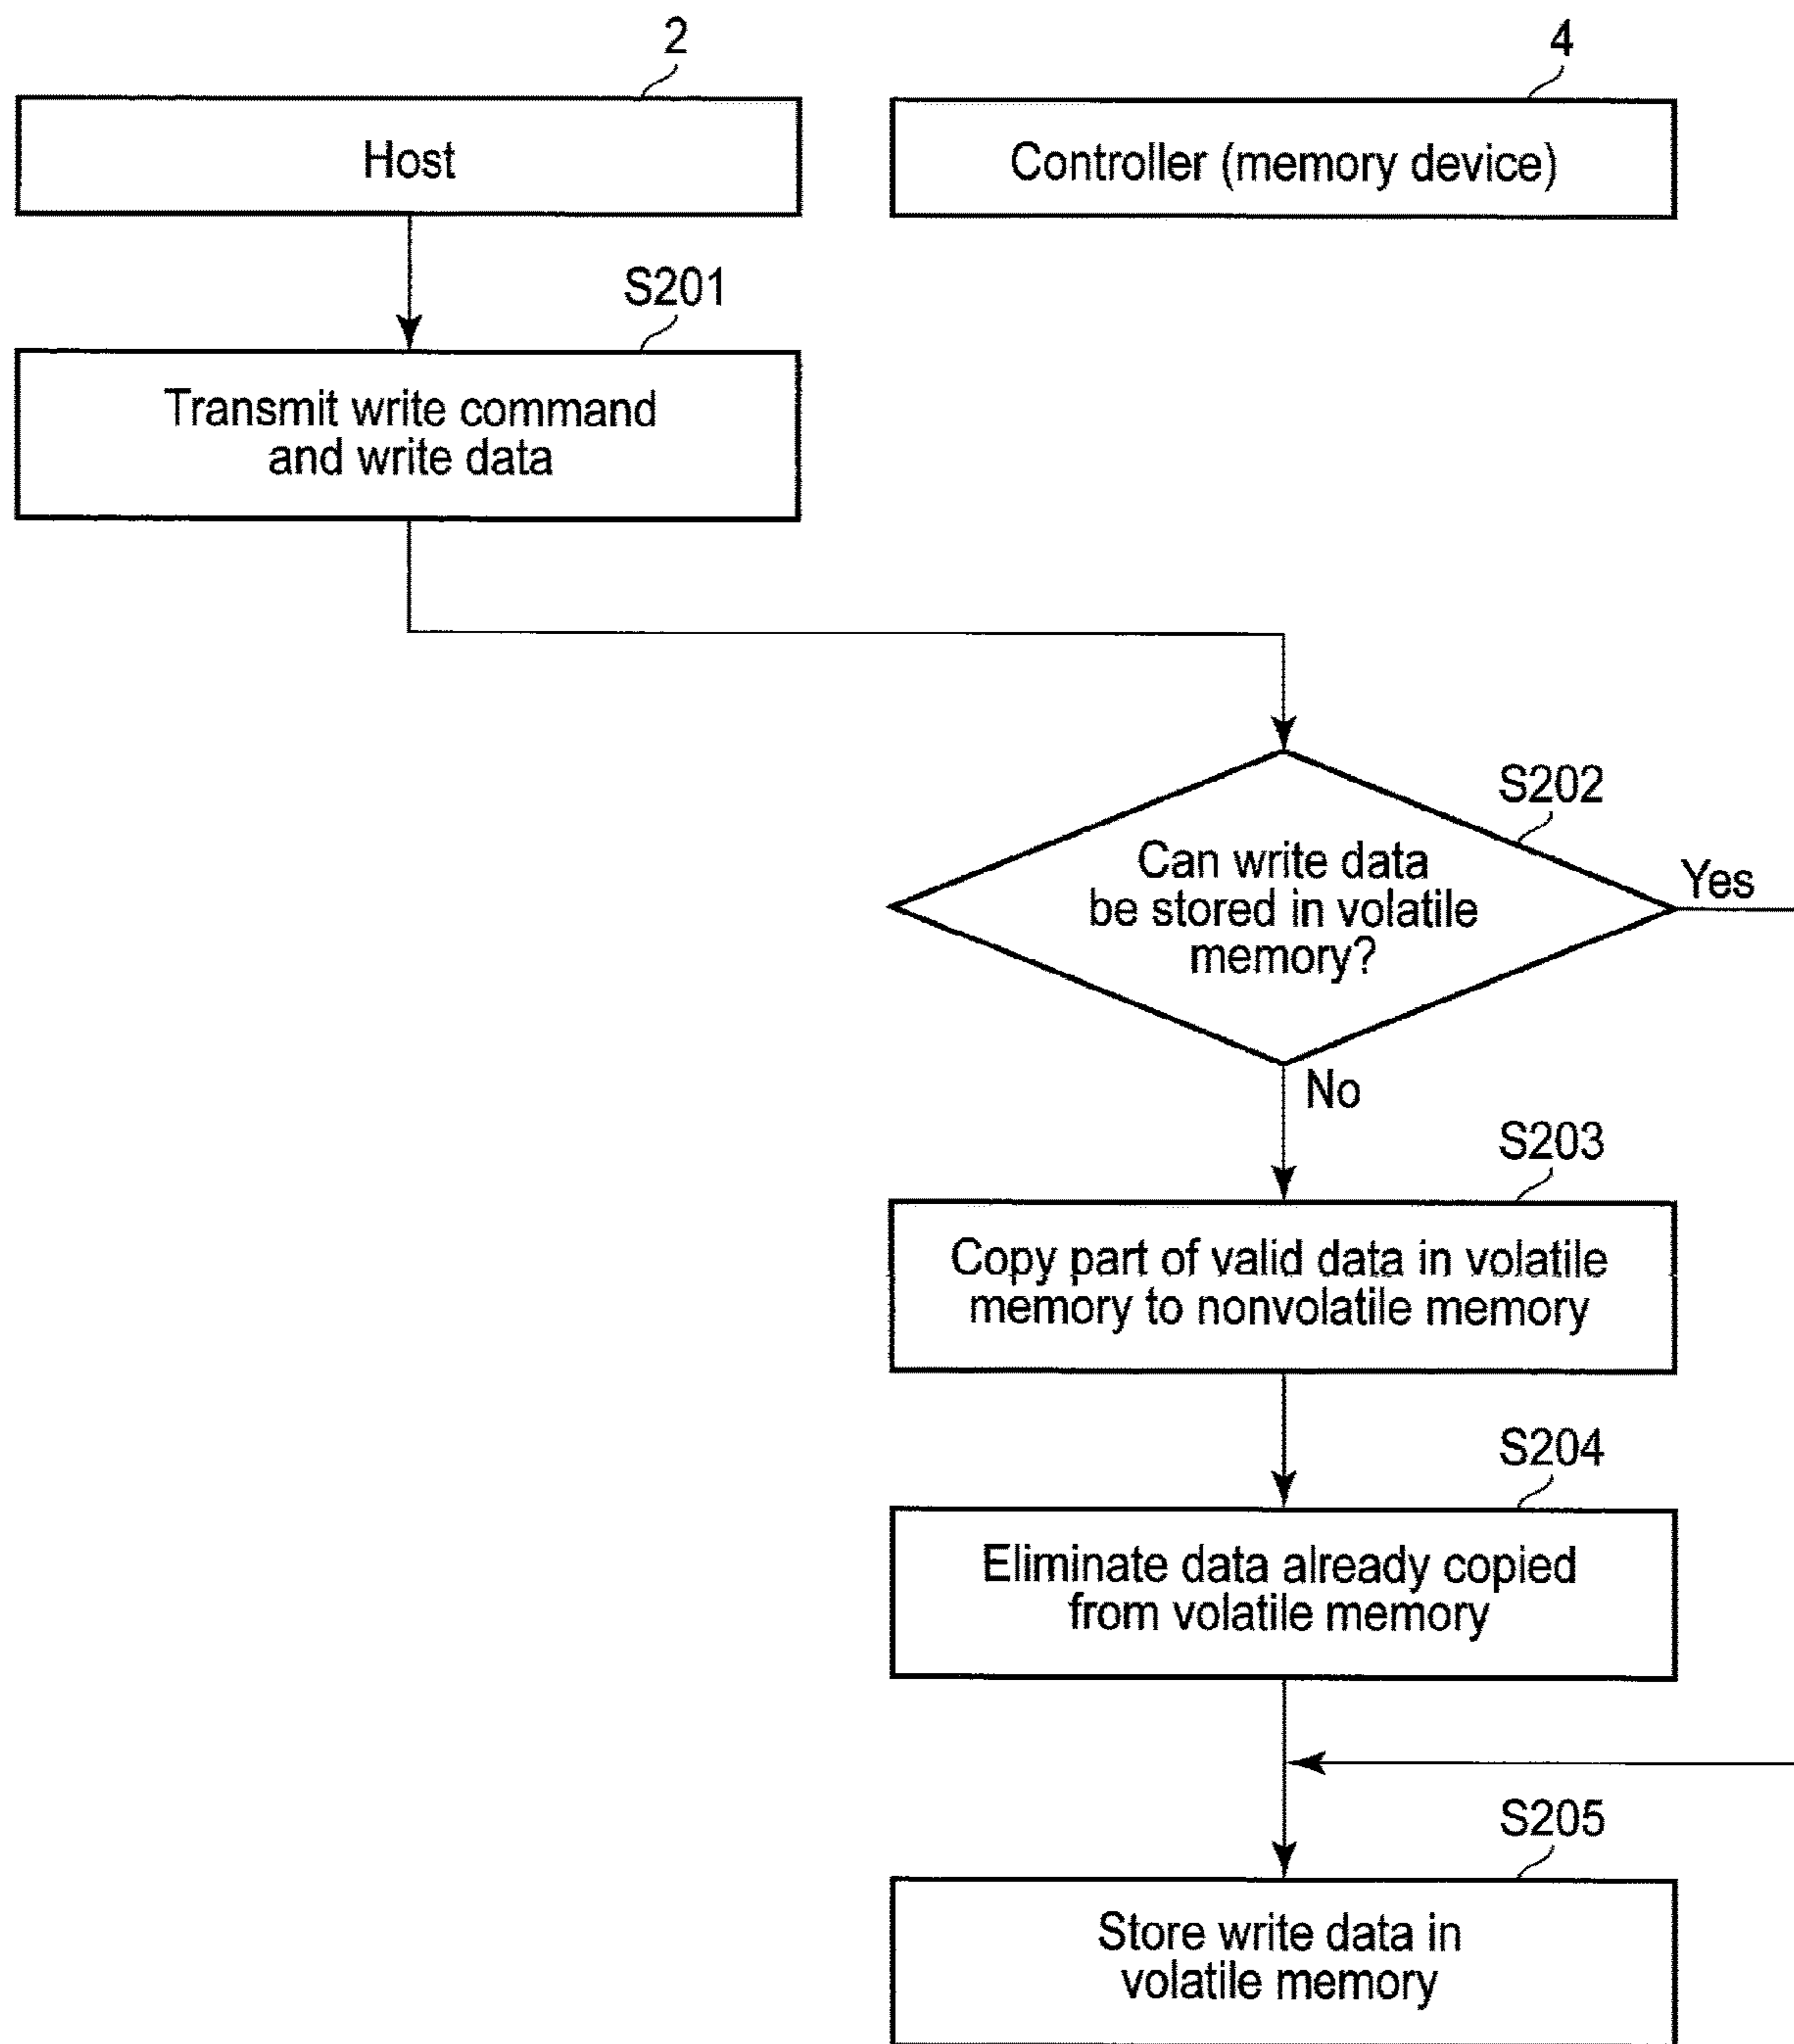 2
Host
4
Controller (memory device)
S201
Transmit write command
and write data
S202
Can write data
be stored in volatile
memory?
Yes
No
S203
Copy part of valid data in volatile
memory to nonvolatile memory
S204
Eliminate data already copied
from volatile memory
S205
Store write data in
volatile memory